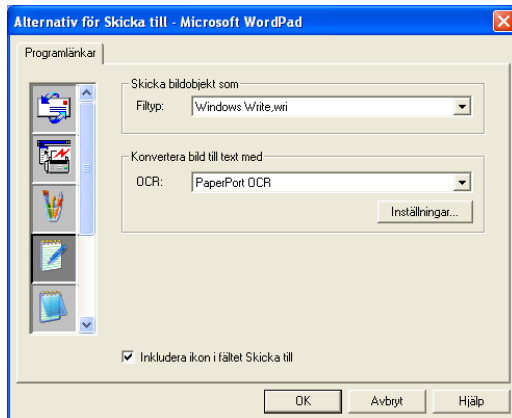 Alternativ för Skicka till - Microsoft WordPad
Programlänkar
Skicka bildobjekt som
Filtyp: Windows Write,wri
Konvertera bild till text med
OCR: PaperPort OCR
Inställningar...
Inkludera ikon i fältet Skicka till
OK Avbryt Hjälp